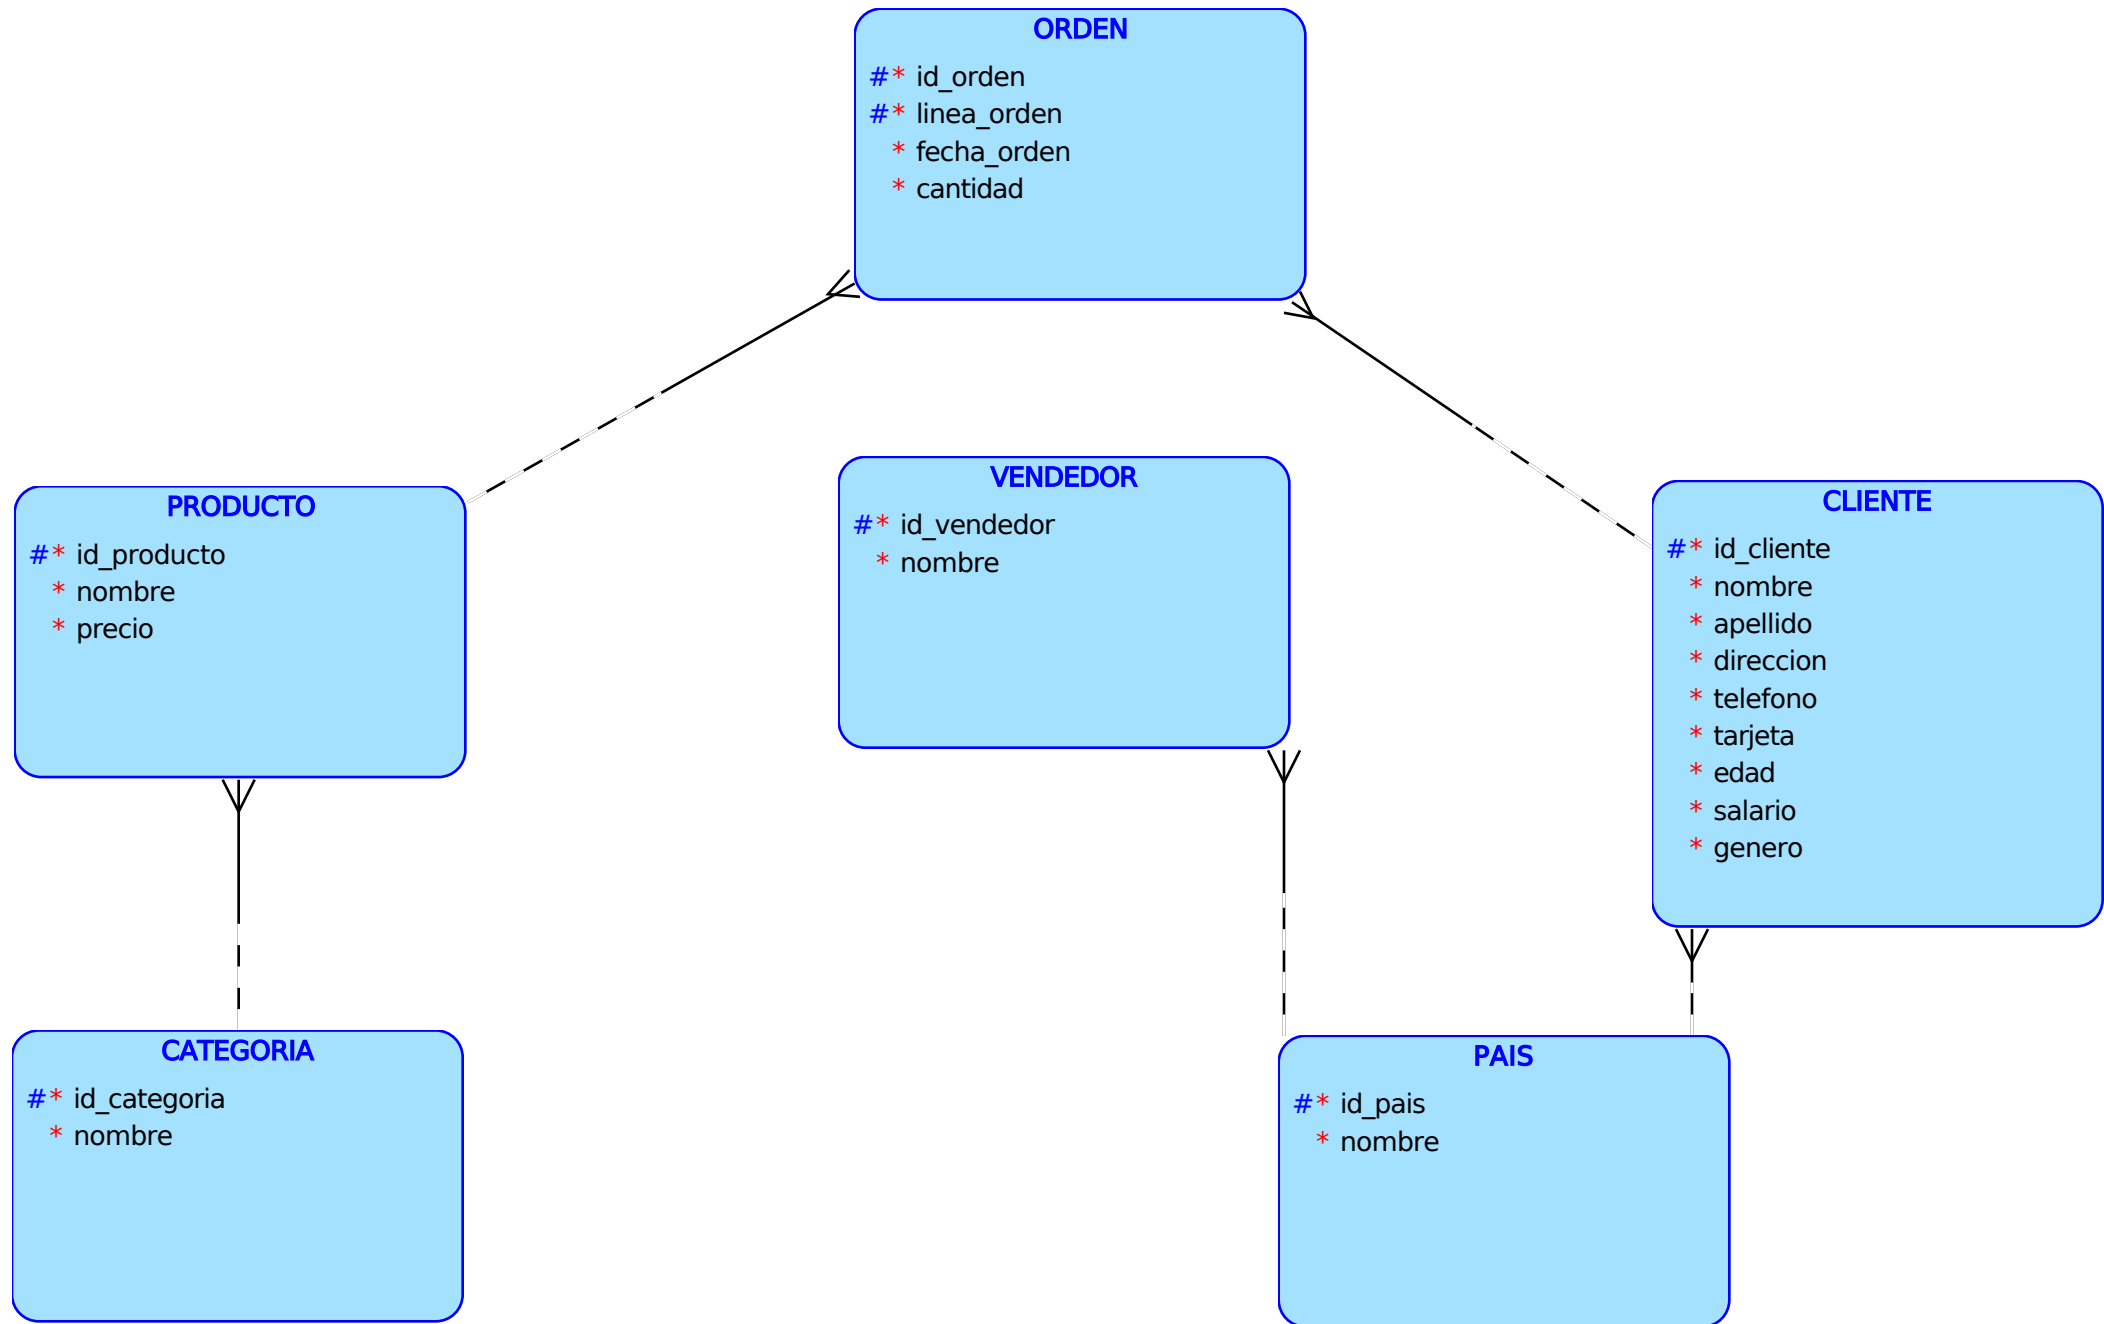 ORDEN
#* id_orden
#* linea_orden
* fecha_orden
* cantidad
PRODUCTO
#* id_producto
* nombre
* precio
VENDEDOR
#* id_vendedor
* nombre
CLIENTE
#* id_cliente
* nombre
* apellido
* direccion
* telefono
* tarjeta
* edad
* salario
* genero
CATEGORIA
#* id_categoria
* nombre
PAIS
#* id_pais
* nombre